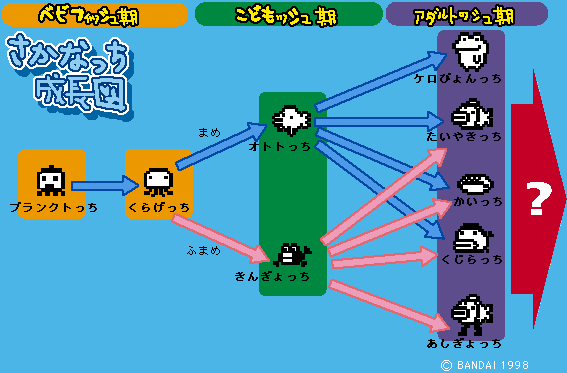 ベビフィッシュ期
こどもッシュ期
アダルトッシュ期
さかなっち
成長図
ケロぴょんっち
まめ
たいやきっち
オトトっち
プランクトっち
くらげっち
かいっち
?
ふまめ
くじらっち
きんぎょっち
あしぎょっち
© BANDAI 1998